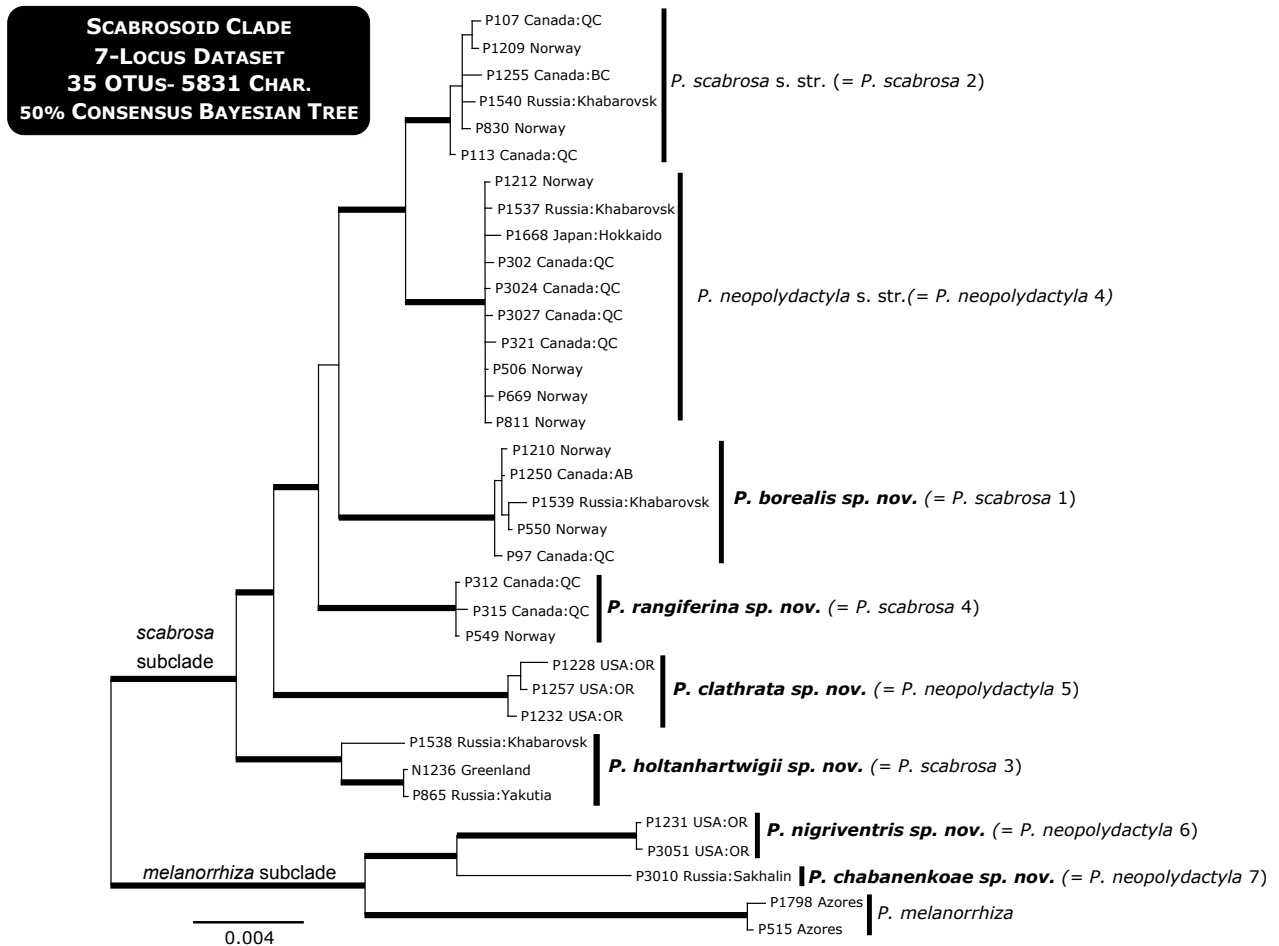 SCABROSOID CLADE
7-LOCUS DATASET
35 OTUS- 5831 CHAR.
50% CONSENSUS BAYESIAN TREE
P107 Canada:QC
P1209 Norway
P1255 Canada:BC
P1540 Russia:Khabarovsk
P830 Norway
P113 Canada:QC
P. scabrosa s. str. (= P. scabrosa 2)
P1212 Norway
P1537 Russia:Khabarovsk
P1668 Japan:Hokkaido
P302 Canada:QC
P3024 Canada:QC
P3027 Canada:QC
P321 Canada:QC
P506 Norway
P669 Norway
P811 Norway
P. neopolydactyla s. str.(= P. neopolydactyla 4)
P1210 Norway
P1250 Canada:AB
P1539 Russia:Khabarovsk
P550 Norway
P97 Canada:QC
P. borealis sp. nov. (= P. scabrosa 1)
P312 Canada:QC
P315 Canada:QC
P549 Norway
P. rangiferina sp. nov. (= P. scabrosa 4)
scabrosa
subclade
P1228 USA:OR
P1257 USA:OR
P1232 USA:OR
P. clathrata sp. nov. (= P. neopolydactyla 5)
P1538 Russia:Khabarovsk
N1236 Greenland
P865 Russia:Yakutia
P. holtanhartwigii sp. nov. (= P. scabrosa 3)
P1231 USA:OR
P3051 USA:OR
P. nigriventris sp. nov. (= P. neopolydactyla 6)
melanorrhiza subclade
P3010 Russia:Sakhalin
P. chabanenkoae sp. nov. (= P. neopolydactyla 7)
P1798 Azores
P515 Azores
P. melanorrhiza
0.004